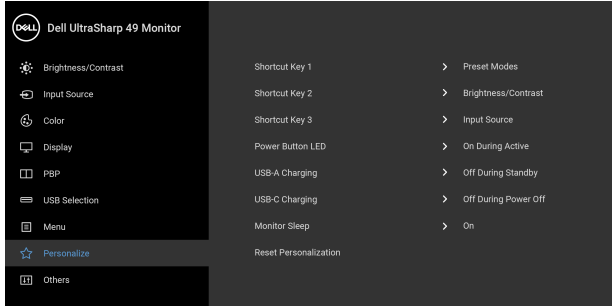 DELL Dell UltraSharp 49 Monitor
Brightness/Contrast
Input Source
Color
Display
PBP
USB Selection
Menu
Personalize
Others
Shortcut Key 1 > Preset Modes
Shortcut Key 2 > Brightness/Contrast
Shortcut Key 3 > Input Source
Power Button LED > On During Active
USB-A Charging > Off During Standby
USB-C Charging > Off During Power Off
Monitor Sleep > On
Reset Personalization